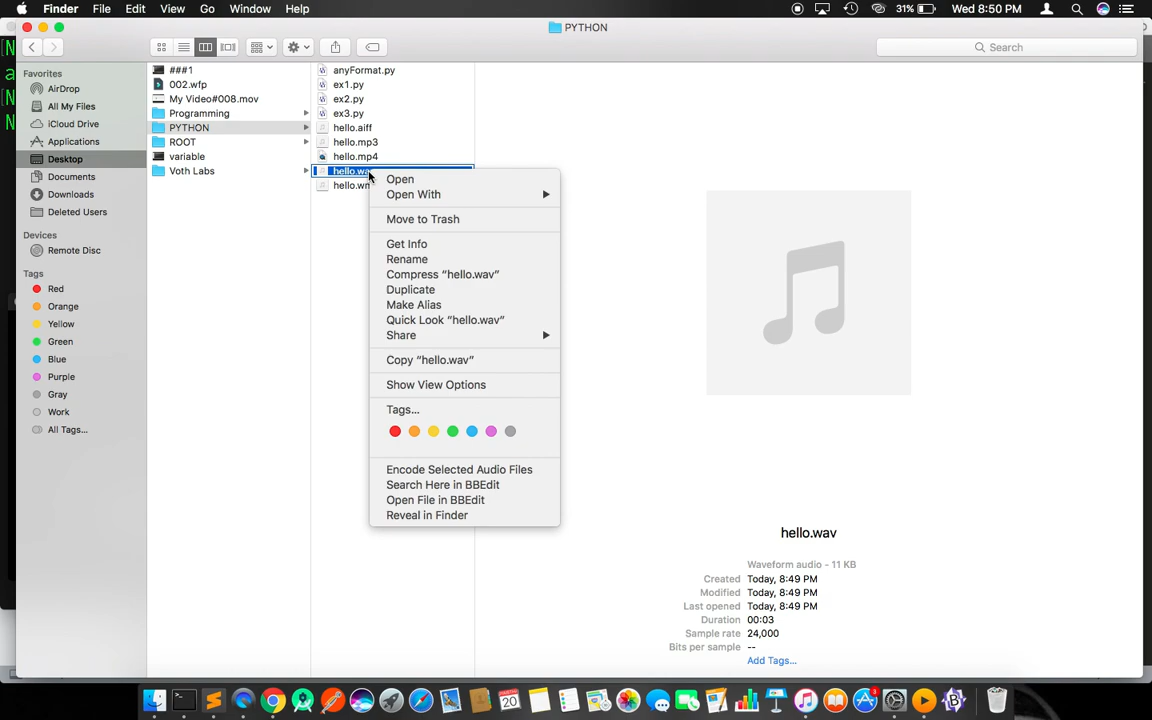 Finder File Edit View Go Window Help 31% Wed 8:50 PM
PYTHON
Search
Favorites
AirDrop
All My Files
iCloud Drive
Applications
Desktop
Documents
Downloads
Deleted Users
Devices
Remote Disc
Tags
Red
Orange
Yellow
Green
Blue
Purple
Gray
Work
All Tags...
###1
002.wfp
My Video#008.mov
Programming
PYTHON
ROOT
variable
Voth Labs
anyFormat.py
ex1.py
ex2.py
ex3.py
hello.aiff
hello.mp3
hello.mp4
Open
Open With
Move to Trash
Get Info
Rename
Compress “hello.wav”
Duplicate
Make Alias
Quick Look “hello.wav”
Share
Copy “hello.wav”
Show View Options
Tags...
Encode Selected Audio Files
Search Here in BBEdit
Open File in BBEdit
Reveal in Finder
hello.wav
Waveform audio - 11 KB
Created Today, 8:49 PM
Modified Today, 8:49 PM
Last opened Today, 8:49 PM
Duration 00:03
Sample rate 24,000
Bits per sample --
Add Tags...
20
3